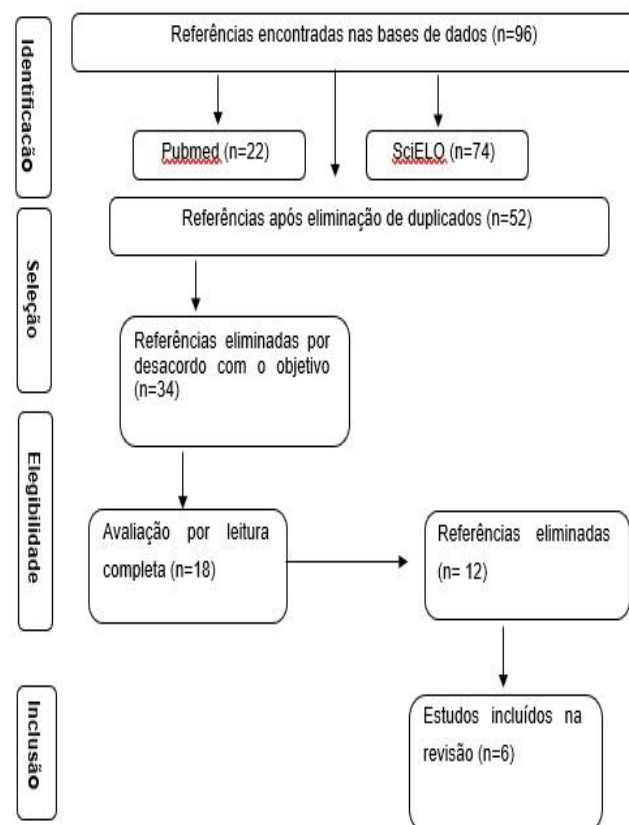 Identificação
Referências encontradas nas bases de dados (n=96)
Pubmed (n=22)
SciELO (n=74)
Seleção
Referências após eliminação de duplicados (n=52)
Referências eliminadas por
desacordo com o objetivo
(n=34)
Elegibilidade
Avaliação por leitura
completa (n=18)
Referências eliminadas
(n= 12)
Inclusão
Estudos incluídos na
revisão (n=6)